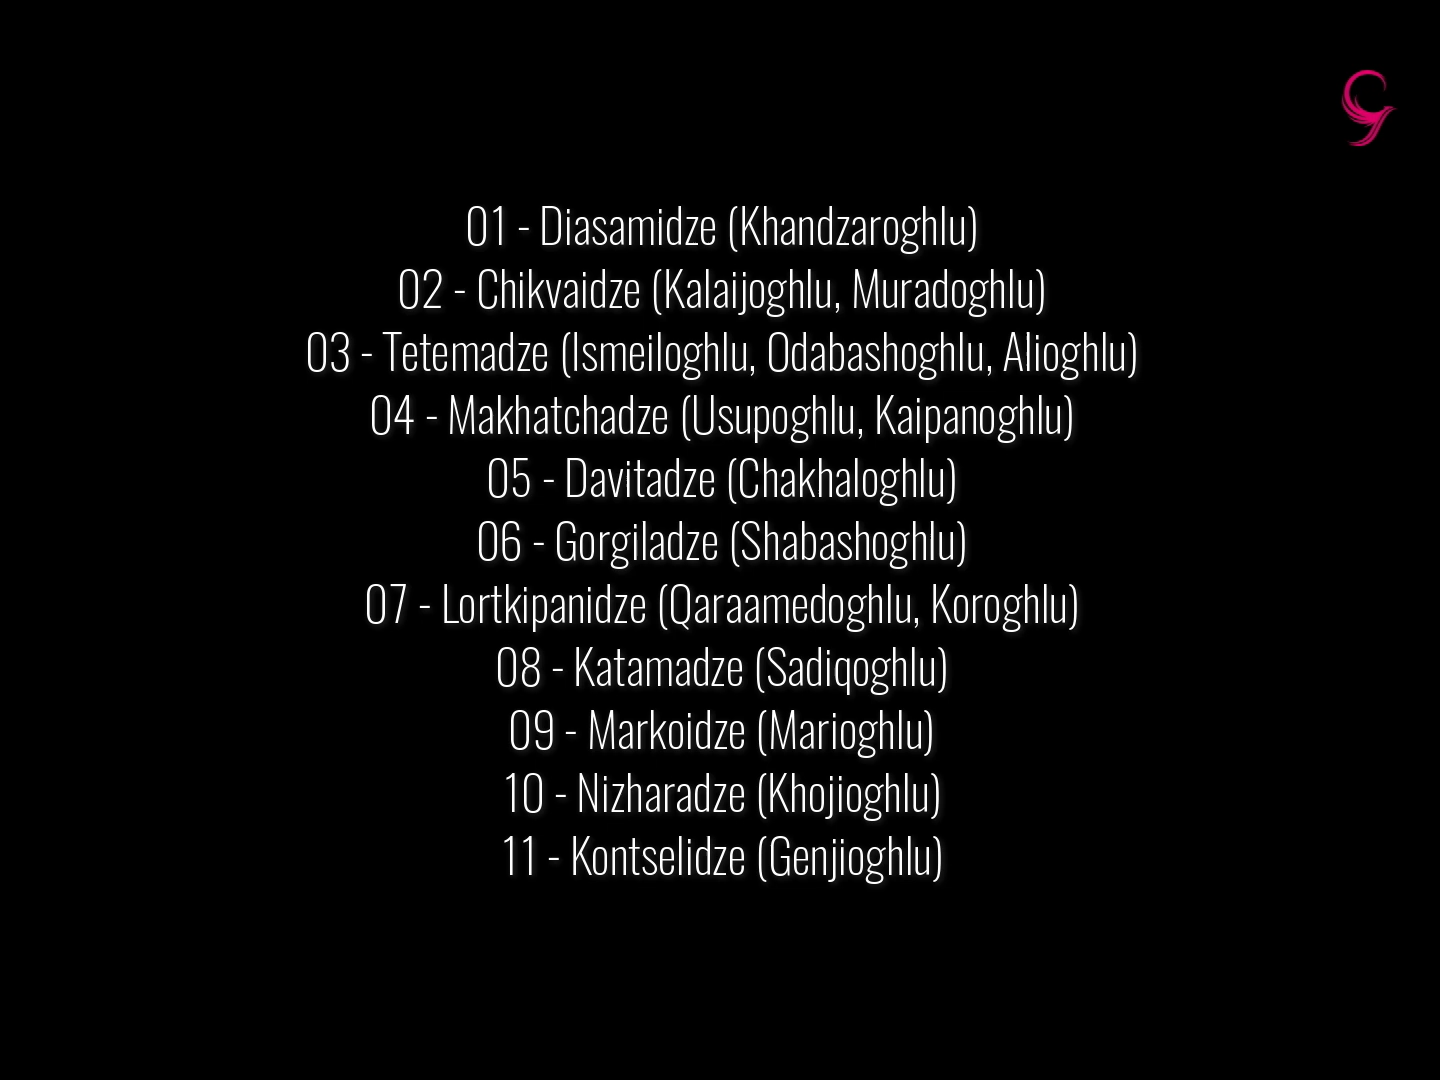 01 - Diasamidze (Khandzaroghlu)
02 - Chikvaidze (Kalaijoghlu, Muradoghlu)
03 - Tetemadze (Ismeiloghlu, Odabashoghlu, Alioghlu)
04 - Makhatchadze (Usupoghlu, Kaipanoghlu)
05 - Davitadze (Chakhaloghlu)
06 - Gorgiladze (Shabashoghlu)
07 - Lortkipanidze (Qaraamedoghlu, Koroghlu)
08 - Katamadze (Sadiqoghlu)
09 - Markoidze (Marioghlu)
10 - Nizharadze (Khojioghlu)
11 - Kontselidze (Genjioghlu)